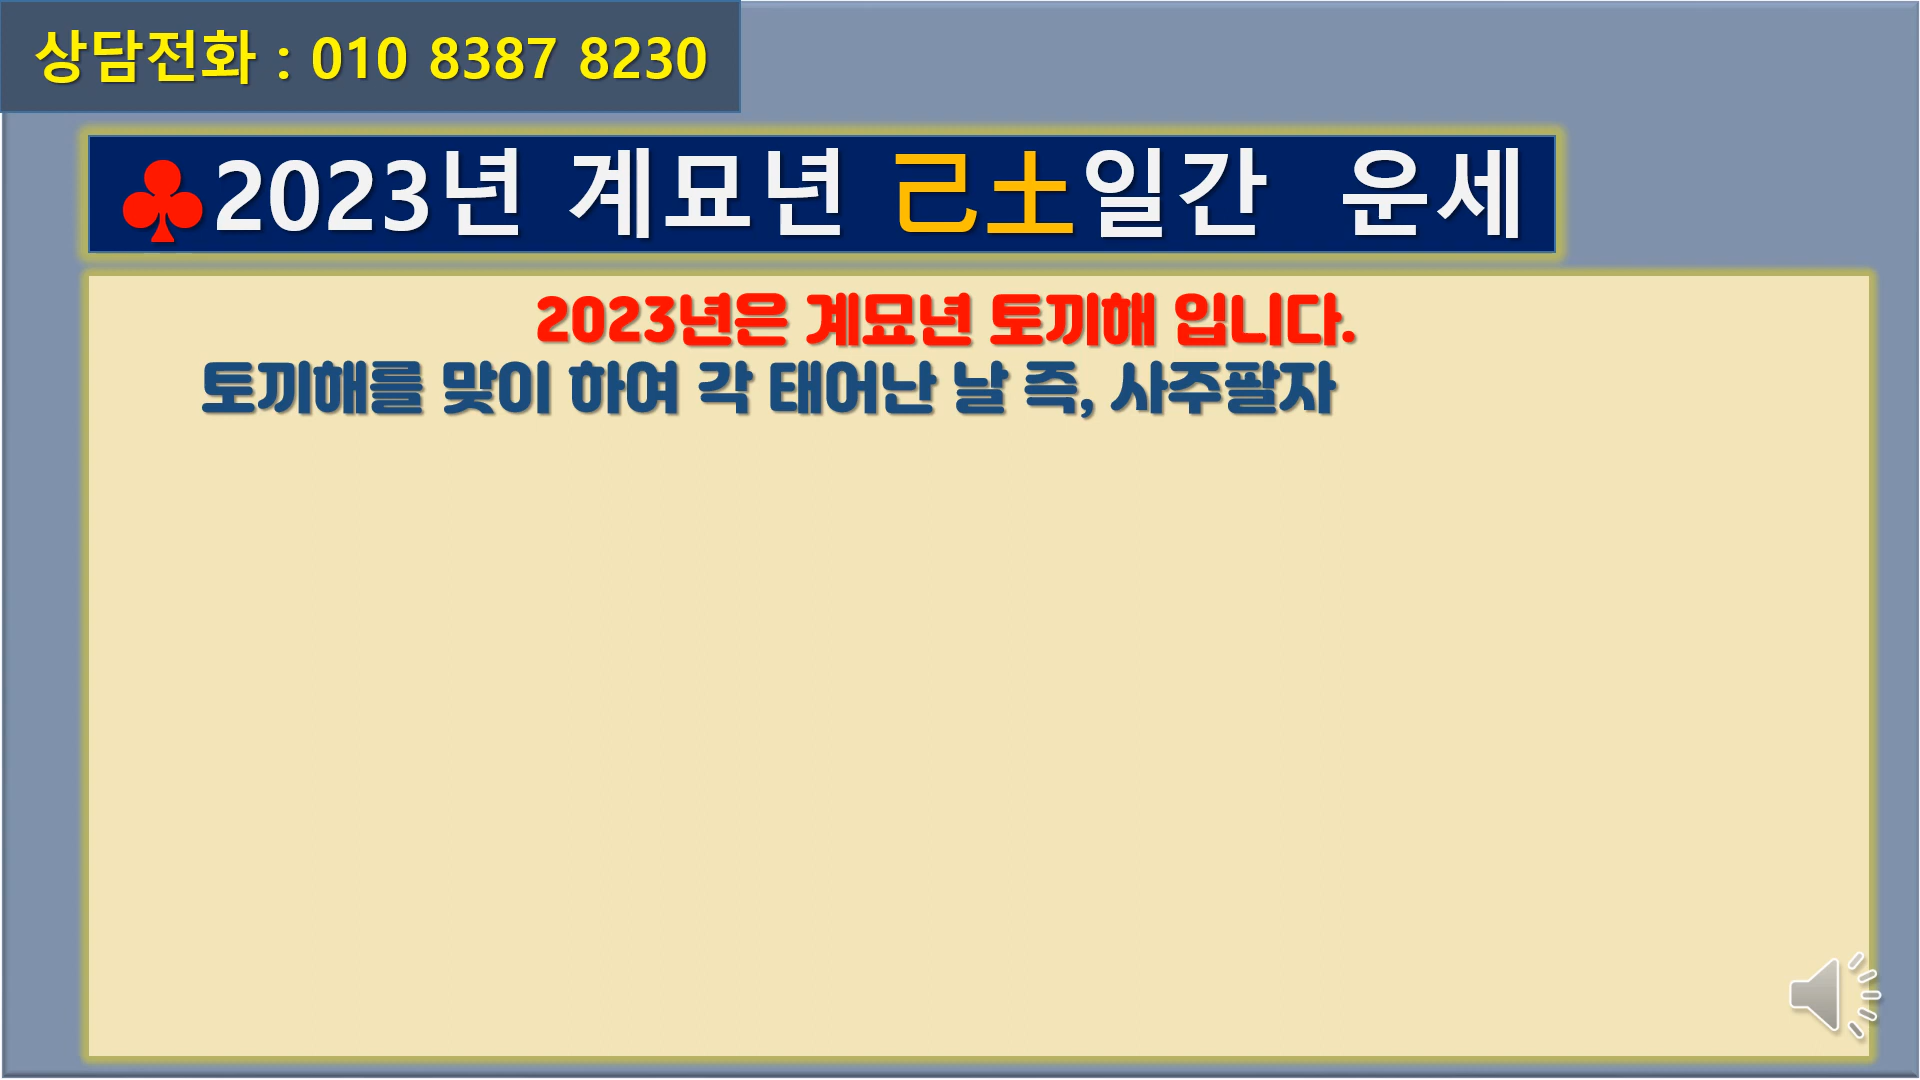 상담전화 : 010 8387 8230
♣2023년 계묘년 己土일간 운세
2023년은 계묘년 토끼해 입니다.
토끼해를 맞이 하여 각 태어난 날 즉, 사주팔자